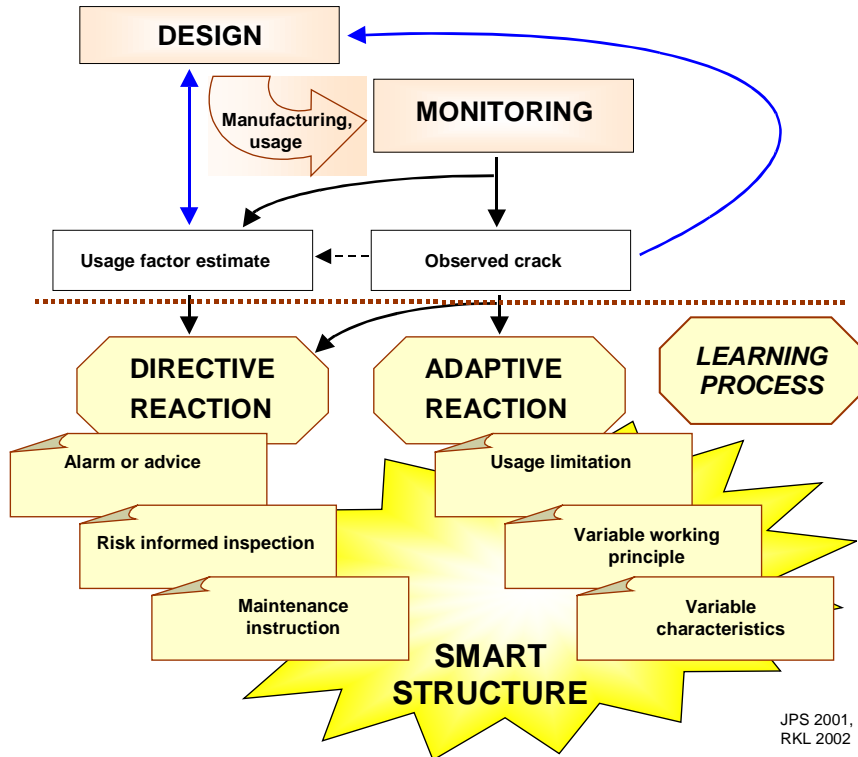 DESIGN
Manufacturing,
usage
MONITORING
Usage factor estimate
Observed crack
DIRECTIVE
REACTION
ADAPTIVE
REACTION
LEARNING
PROCESS
Alarm or advice
Usage limitation
Risk informed inspection
Variable working
principle
Maintenance
instruction
Variable
characteristics
SMART
STRUCTURE
JPS 2001,
RKL 2002